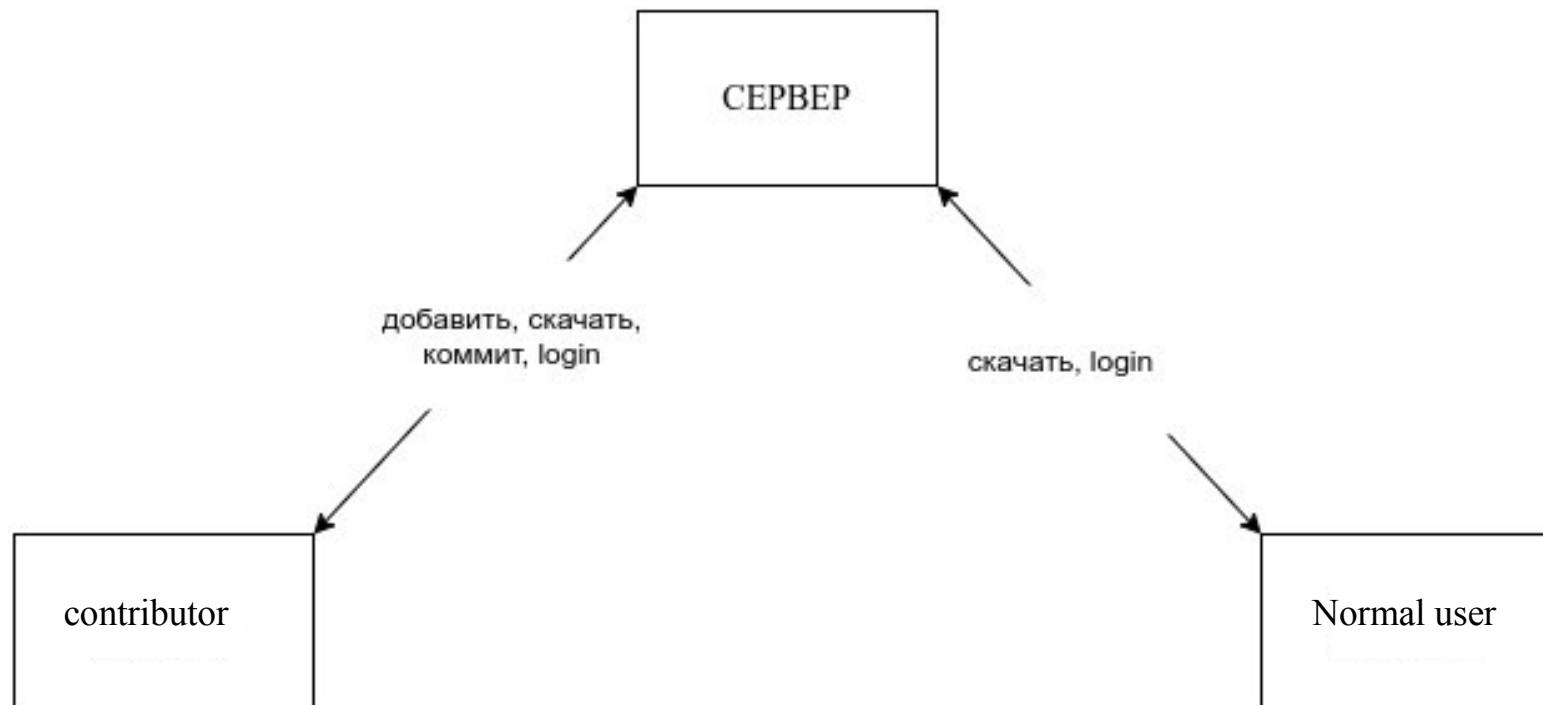 СЕРВЕР
добавить, скачать,
коммит, login
скачать, login
contributor
Normal user